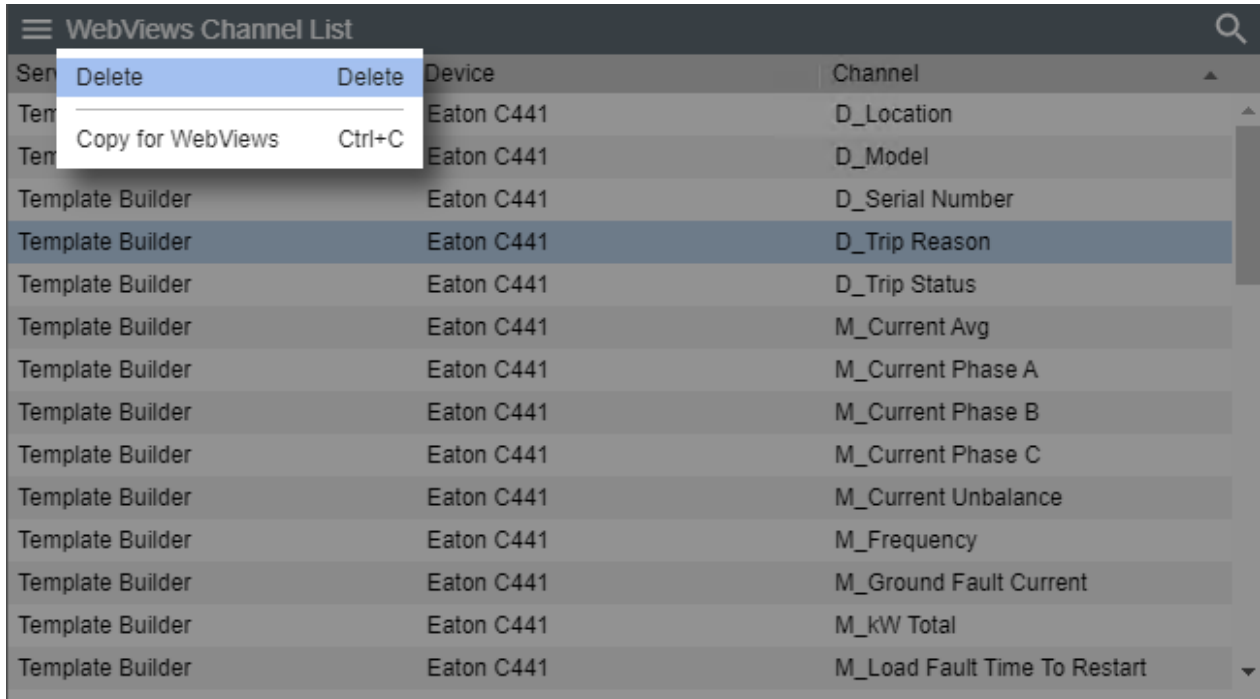 WebViews Channel List
Ser Device Channel
Delete Delete
Tem Eaton C441 D_Location
Copy for WebViews Ctrl+C
Tem Eaton C441 D_Model
Template Builder Eaton C441 D_Serial Number
Template Builder Eaton C441 D_Trip Reason
Template Builder Eaton C441 D_Trip Status
Template Builder Eaton C441 M_Current Avg
Template Builder Eaton C441 M_Current Phase A
Template Builder Eaton C441 M_Current Phase B
Template Builder Eaton C441 M_Current Phase C
Template Builder Eaton C441 M_Current Unbalance
Template Builder Eaton C441 M_Frequency
Template Builder Eaton C441 M_Ground Fault Current
Template Builder Eaton C441 M_kW Total
Template Builder Eaton C441 M_Load Fault Time To Restart